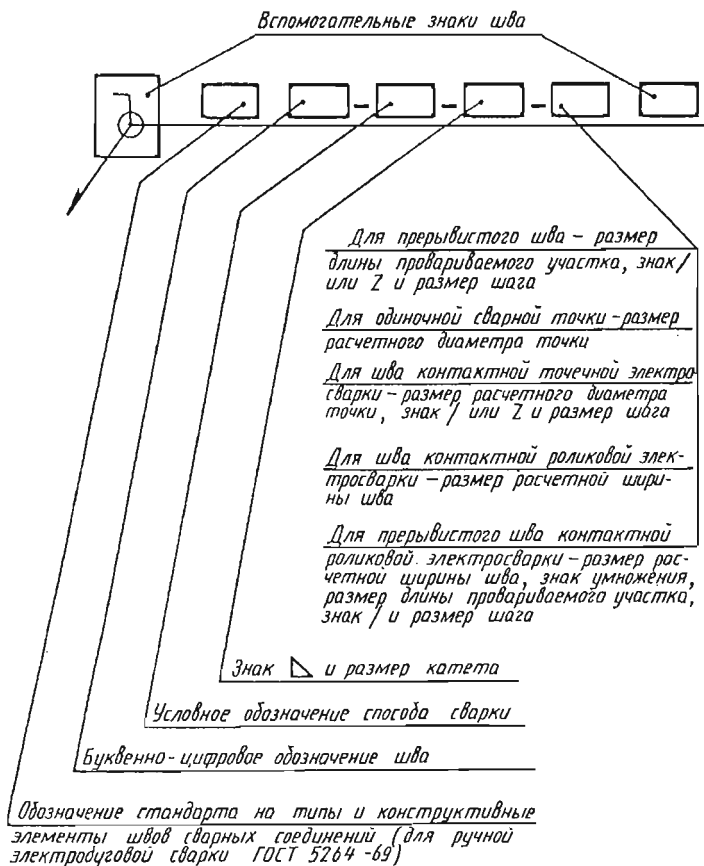 Вспомогательные знаки шва
Для прерывистого шва – размер
длины провариваемого участка, знак /
или Z и размер шага
Для одиночной сварной точки – размер
расчетного диаметра точки
Для шва контактной точечной электро
сварки – размер расчетного диаметра
точки, знак / или Z и размер шага
Для шва контактной роликовой элек-
тросварки – размер расчетной шири-
ны шва
Для прерывистого шва контактной
роликовой электросварки – размер рас-
четной ширины шва, знак умножения,
размер длины провариваемого участка,
знак / и размер шага
Знак ◺ и размер катета
Условное обозначение способа сварки
Буквенно-цифровое обозначение шва
Обозначение стандарта на типы и конструктивные
элементы швов сварных соединений (для ручной
электродуговой сварки ГОСТ 5264-69)